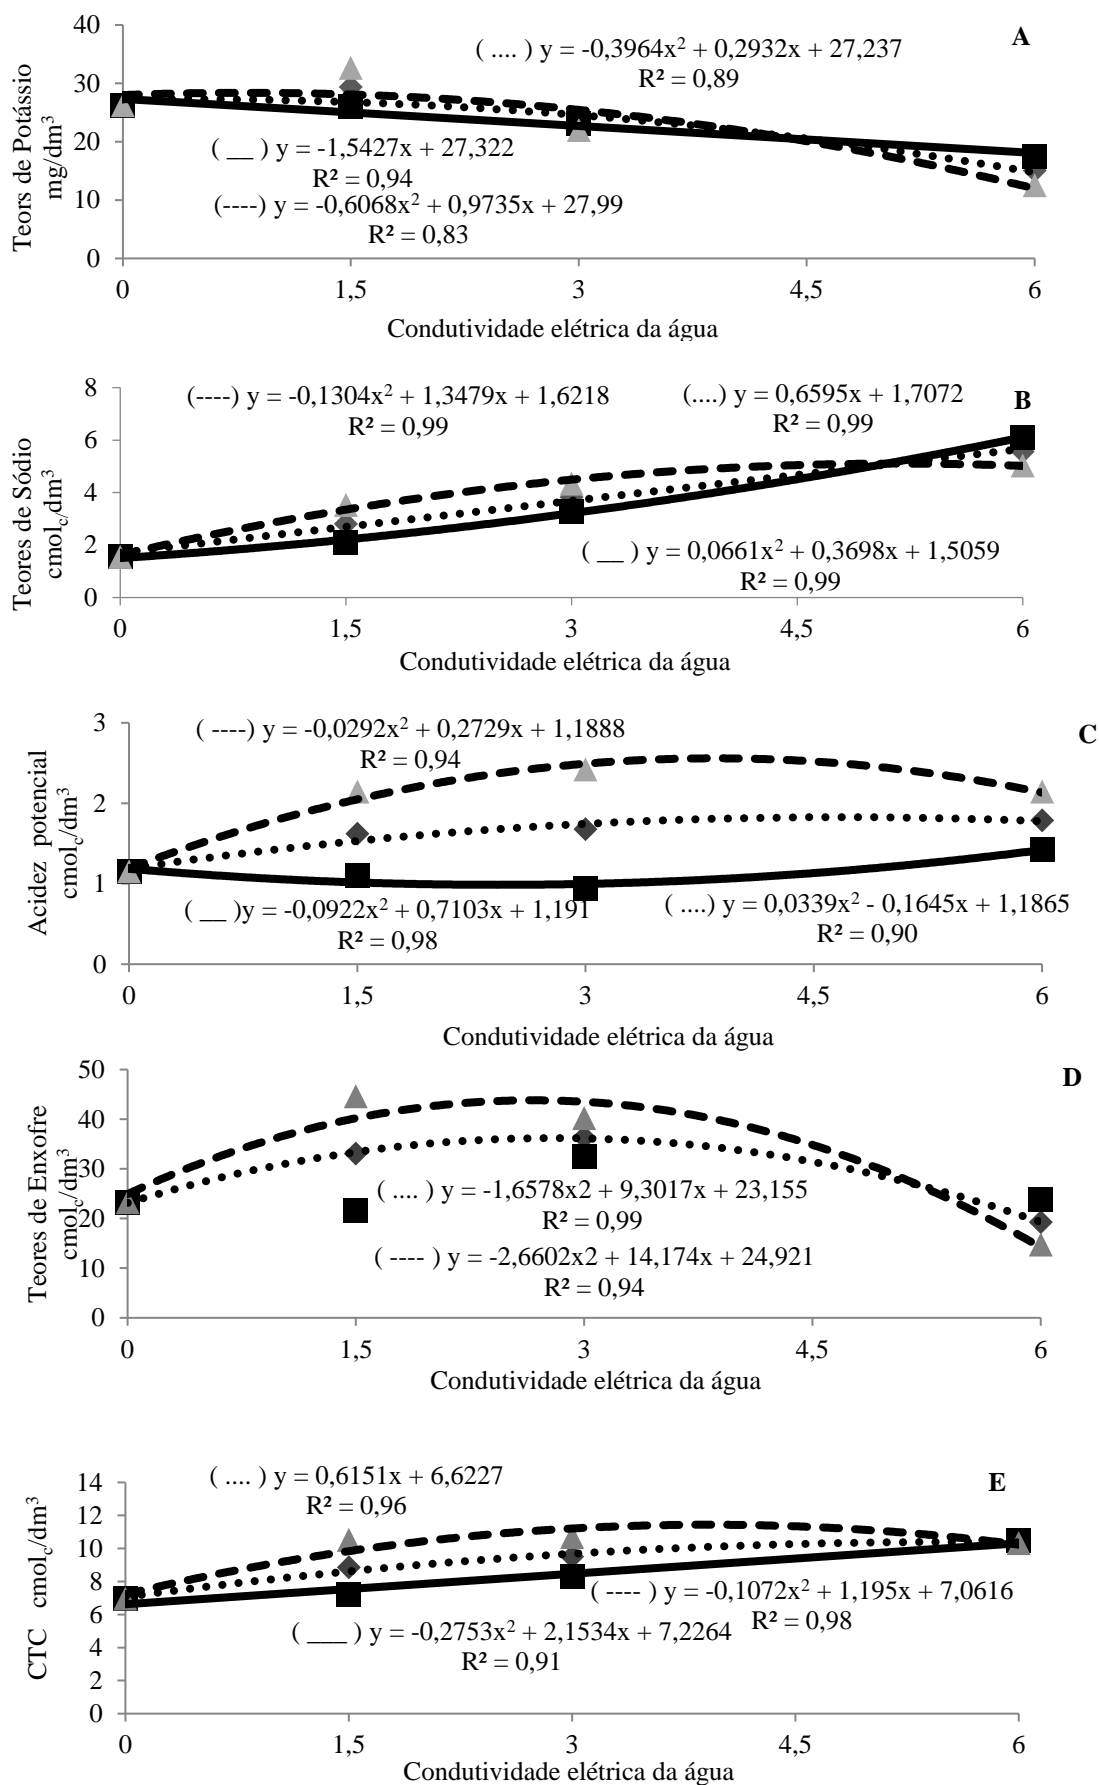 A
( .... ) y = -0,3964x² + 0,2932x + 27,237
R² = 0,89
( __ ) y = -1,5427x + 27,322
R² = 0,94
(----) y = -0,6068x² + 0,9735x + 27,99
R² = 0,83
Teors de Potássio
mg/dm³
40
30
20
10
0
0 1,5 3 4,5 6
Condutividade elétrica da água
B
(----) y = -0,1304x² + 1,3479x + 1,6218
R² = 0,99
(....) y = 0,6595x + 1,7072
R² = 0,99
( __ ) y = 0,0661x² + 0,3698x + 1,5059
R² = 0,99
Teores de Sódio
cmolc/dm³
8
6
4
2
0
0 1,5 3 4,5 6
Condutividade elétrica da água
C
( ----) y = -0,0292x² + 0,2729x + 1,1888
R² = 0,94
( __ )y = -0,0922x² + 0,7103x + 1,191
R² = 0,98
( ....) y = 0,0339x² - 0,1645x + 1,1865
R² = 0,90
Acidez potencial
cmolc/dm³
3
2
1
0
0 1,5 3 4,5 6
Condutividade elétrica da água
D
( .... ) y = -1,6578x2 + 9,3017x + 23,155
R² = 0,99
( ---- ) y = -2,6602x2 + 14,174x + 24,921
R² = 0,94
Teores de Enxofre
cmolc/dm³
50
40
30
20
10
0
0 1,5 3 4,5 6
Condutividade elétrica da água
E
( .... ) y = 0,6151x + 6,6227
R² = 0,96
( ---- ) y = -0,1072x² + 1,195x + 7,0616
R² = 0,98
( ___ ) y = -0,2753x² + 2,1534x + 7,2264
R² = 0,91
CTC cmolc/dm³
14
12
10
8
6
4
2
0
0 1,5 3 4,5 6
Condutividade elétrica da água